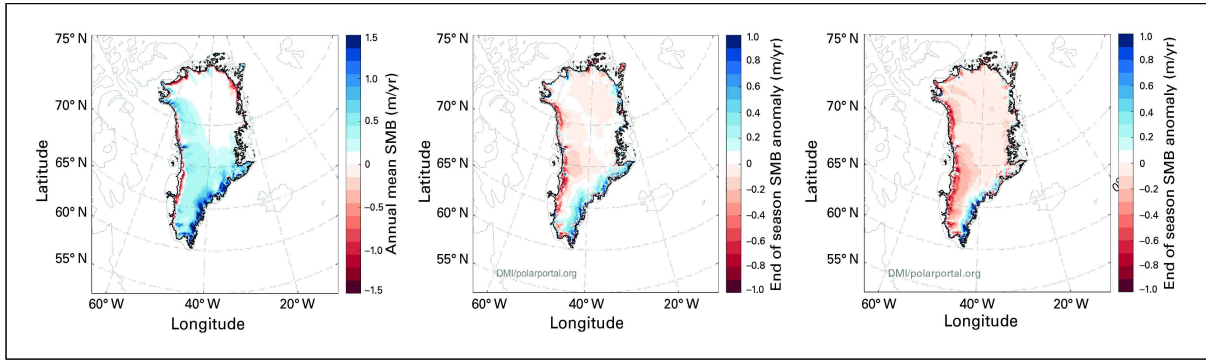 75° N
70° N
65° N
60° N
55° N
60° W
40° W
20° W
Latitude
Longitude
1.5
1.0
0.5
0
−0.5
−1.0
−1.5
Annual mean SMB (m/yr)
75° N
70° N
65° N
60° N
55° N
60° W
40° W
20° W
Latitude
Longitude
DMI/polarportal.org
1.0
0.8
0.6
0.4
0.2
0
−0.2
−0.4
−0.6
−0.8
−1.0
End of season SMB anomaly (m/yr)
75° N
70° N
65° N
60° N
55° N
60° W
40° W
20° W
Latitude
Longitude
DMI/polarportal.org
1.0
0.8
0.6
0.4
0.2
0
−0.2
−0.4
−0.6
−0.8
−1.0
End of season SMB anomaly (m/yr)